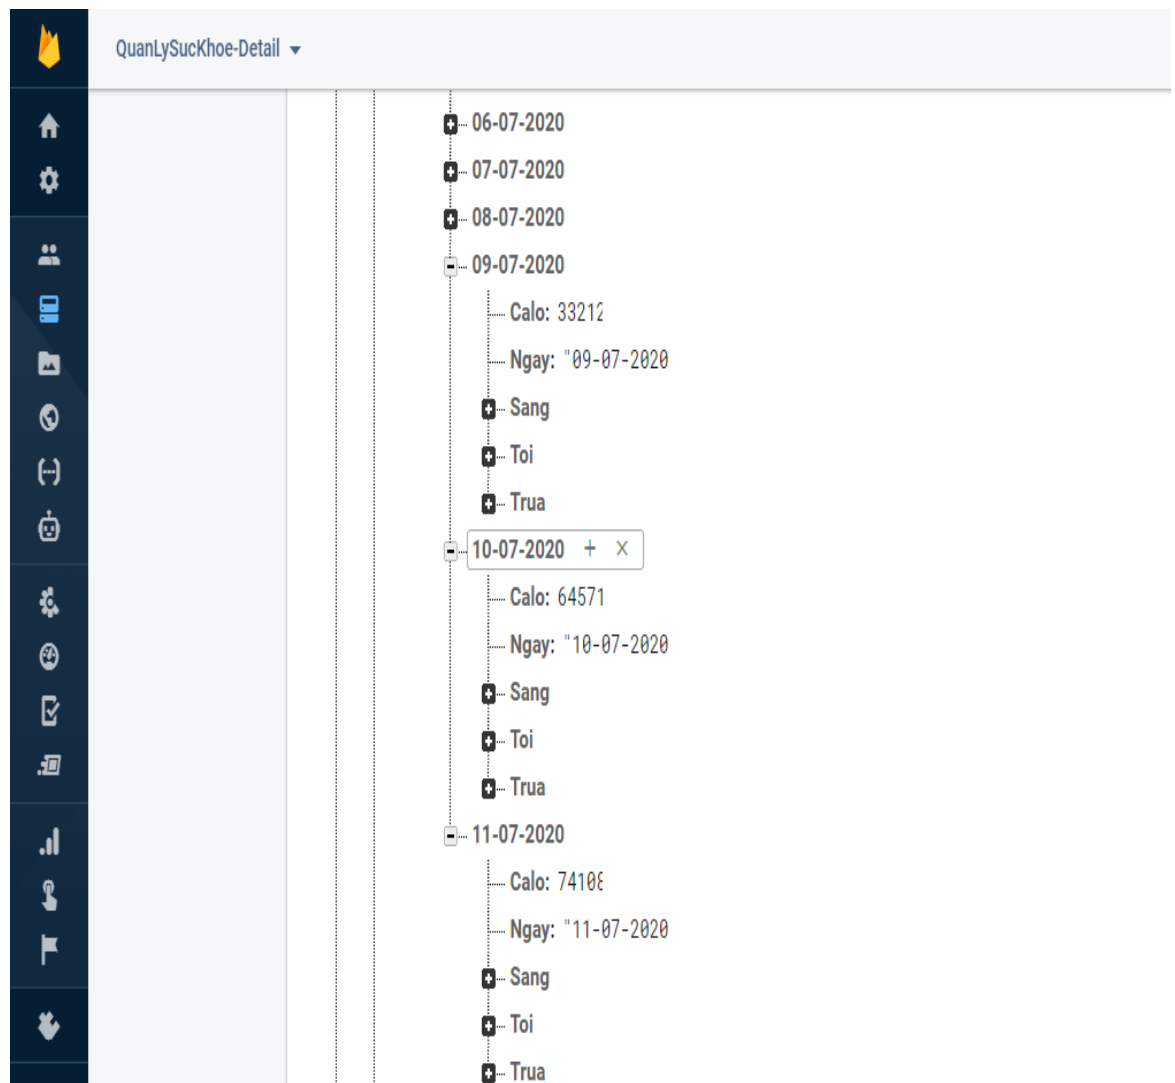 QuanLySucKhoe-Detail
06-07-2020
07-07-2020
08-07-2020
09-07-2020
Calo: 33212
Ngay: "09-07-2020
Sang
Toi
Trua
10-07-2020 + ×
Calo: 64571
Ngay: "10-07-2020
Sang
Toi
Trua
11-07-2020
Calo: 74108
Ngay: "11-07-2020
Sang
Toi
Trua